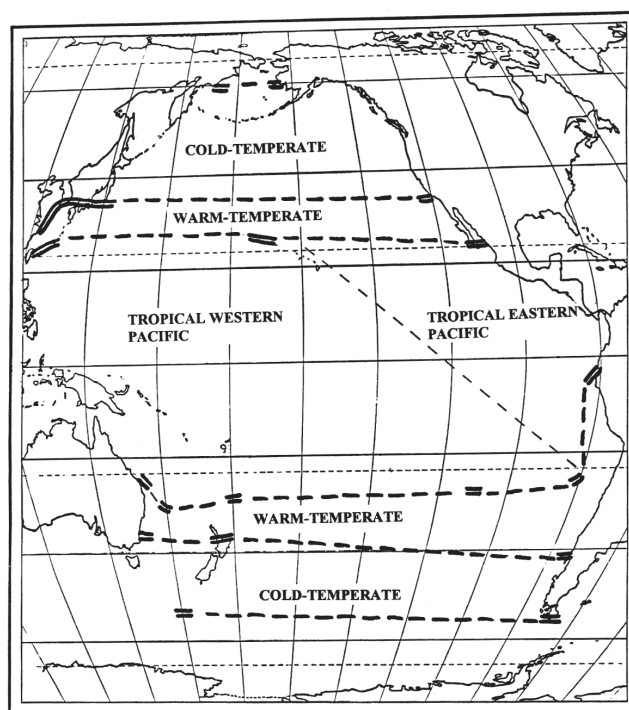 COLD-TEMPERATE
WARM-TEMPERATE
TROPICAL WESTERN
PACIFIC
TROPICAL EASTERN
PACIFIC
WARM-TEMPERATE
COLD-TEMPERATE